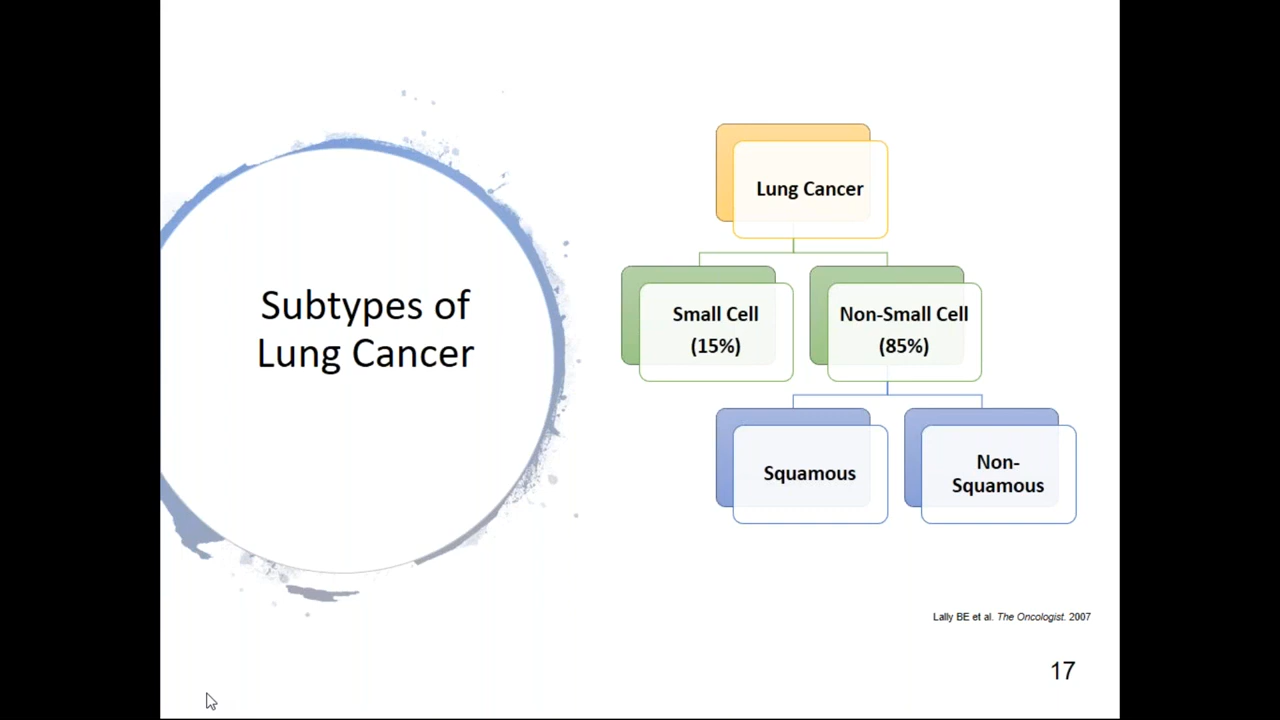 Subtypes of
Lung Cancer
Lung Cancer
Small Cell
(15%)
Non-Small Cell
(85%)
Squamous
Non-
Squamous
Lally BE et al. The Oncologist. 2007
17